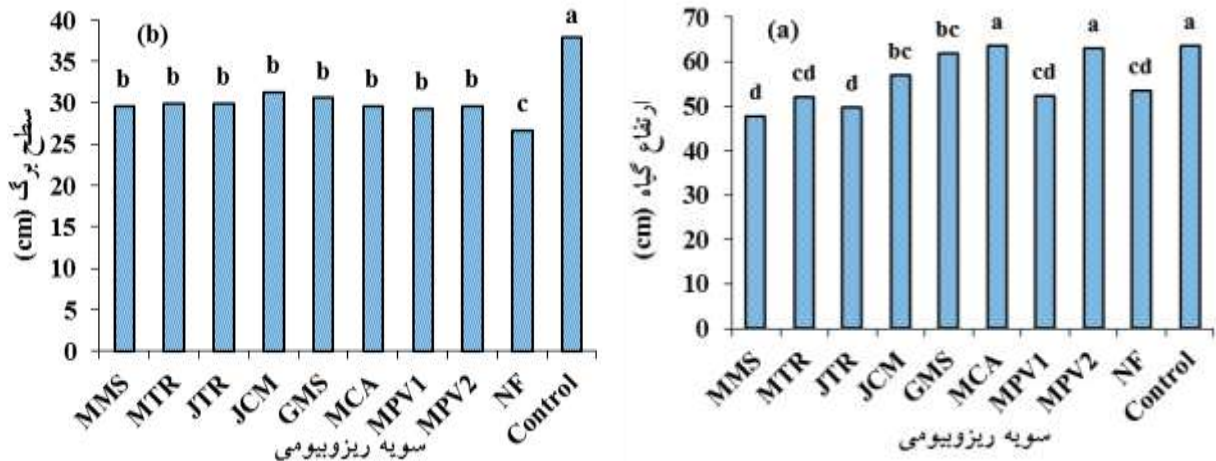 (b)
سطح برگ (cm)
40
35
30
25
20
15
10
5
0
b b b b b b b b c a
MMS MTR JTR JCM GMS MCA MPV1 MPV2 NF Control
سویه ریزوبیومی
(a)
ارتفاع گیاه (cm)
70
60
50
40
30
20
10
0
d cd d bc bc a cd a cd a
MMS MTR JTR JCM GMS MCA MPV1 MPV2 NF Control
سویه ریزوبیومی